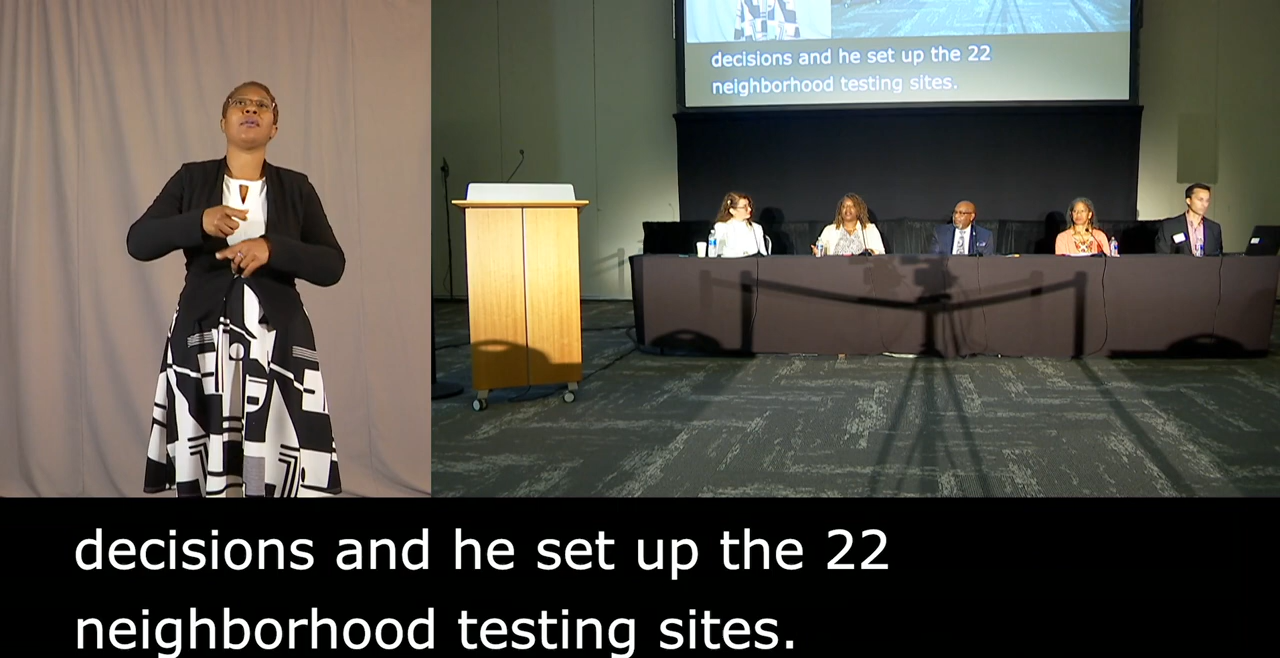 decisions and he set up the 22
neighborhood testing sites.
decisions and he set up the 22
neighborhood testing sites.